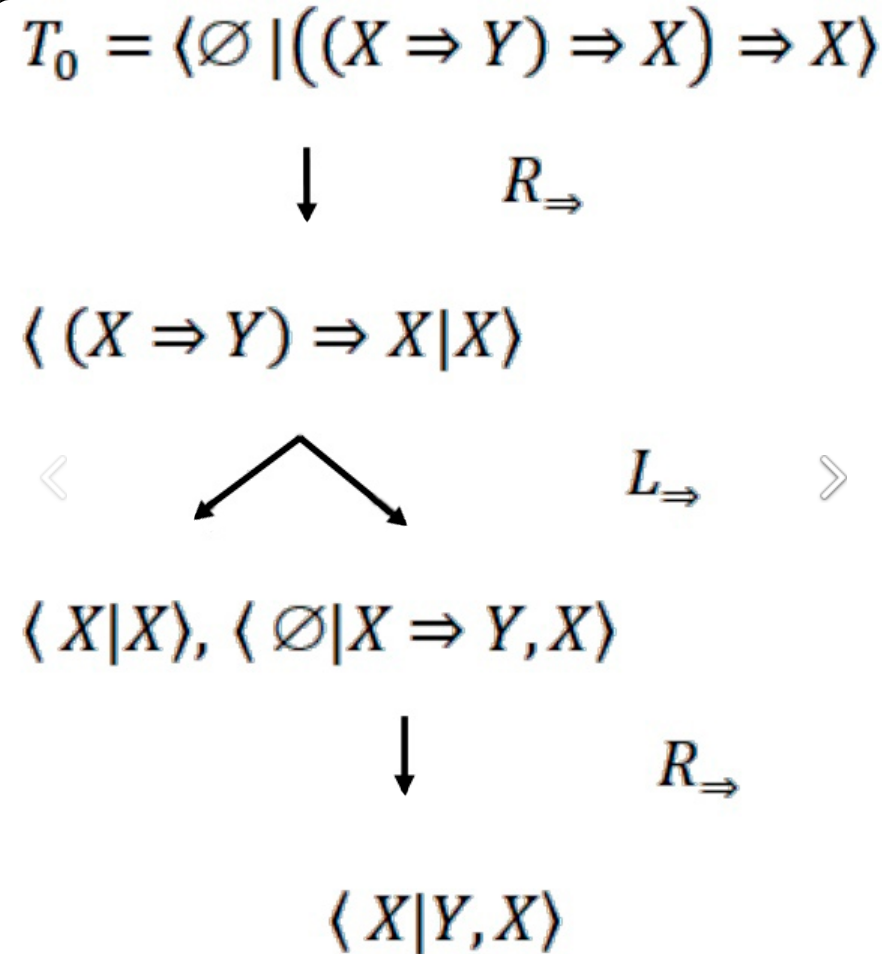 T₀ = ⟨∅ |((X ⇒ Y) ⇒ X) ⇒ X⟩
R⇒
⟨ (X ⇒ Y) ⇒ X|X⟩
L⇒
⟨ X|X⟩, ⟨ ∅|X ⇒ Y, X⟩
R⇒
⟨ X|Y, X⟩